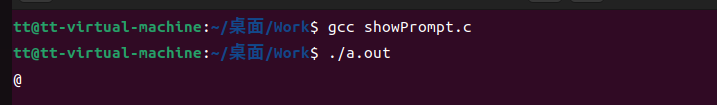 tt@tt-virtual-machine:~/桌面/Work$ gcc showPrompt.c
tt@tt-virtual-machine:~/桌面/Work$ ./a.out
@